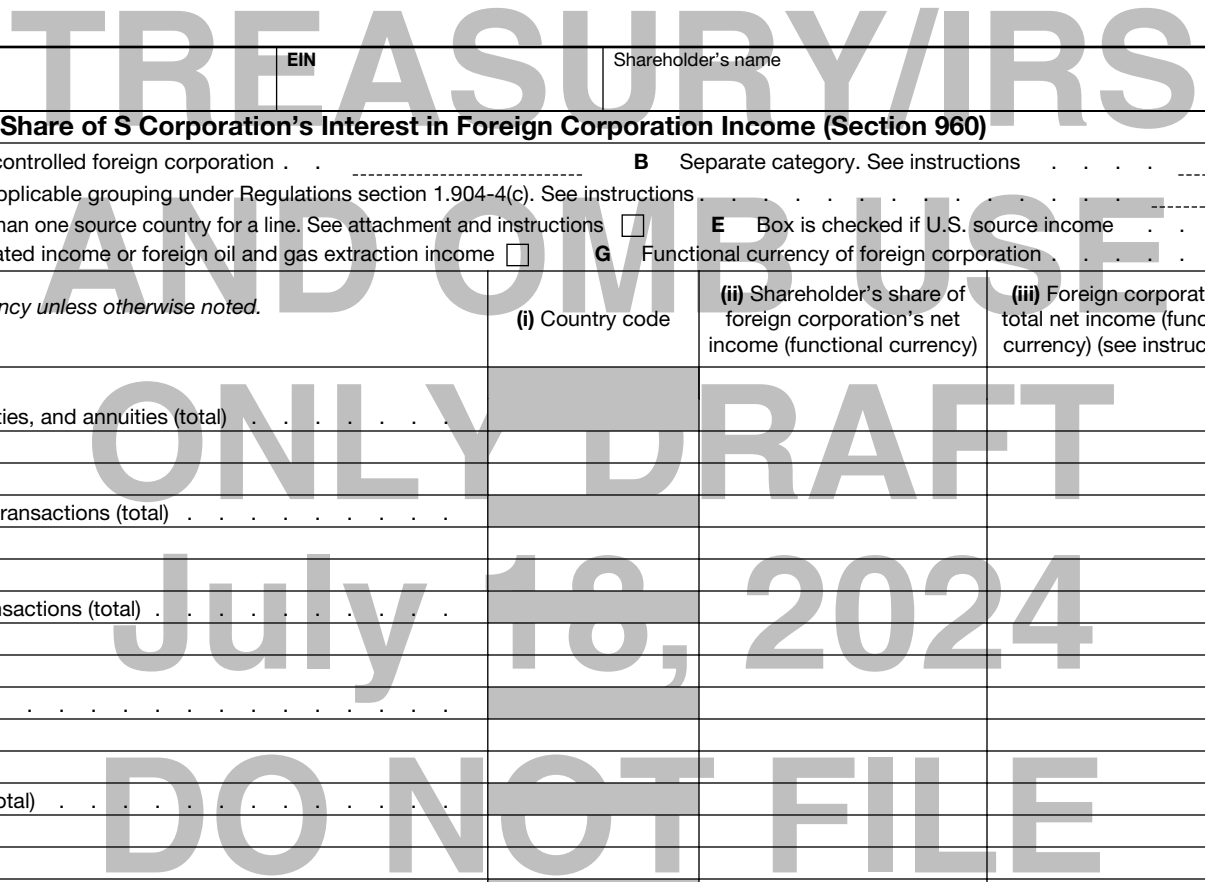 TREASURY/IRS
EIN
Shareholder's name
Share of S Corporation's Interest in Foreign Corporation Income (Section 960)
controlled foreign corporation . .
B Separate category. See instructions . . . .
pplicable grouping under Regulations section 1.904-4(c). See instructions . . . . . . . . . . . . . .
AND OMB USE
han one source country for a line. See attachment and instructions
E Box is checked if U.S. source income . .
ated income or foreign oil and gas extraction income
G Functional currency of foreign corporation . . . . .
ncy unless otherwise noted.
(i) Country code
(ii) Shareholder's share of
foreign corporation's net
income (functional currency)
(iii) Foreign corporat
total net income (func
currency) (see instruc
ONLY DRAFT
ties, and annuities (total) . . . . . . .
ransactions (total) . . . . . . . . .
July 18, 2024
nsactions (total) . . . . . . . . . .
. . . . . . . . . . . . . .
DO NOT FILE
otal) . . . . . . . . . . . . .